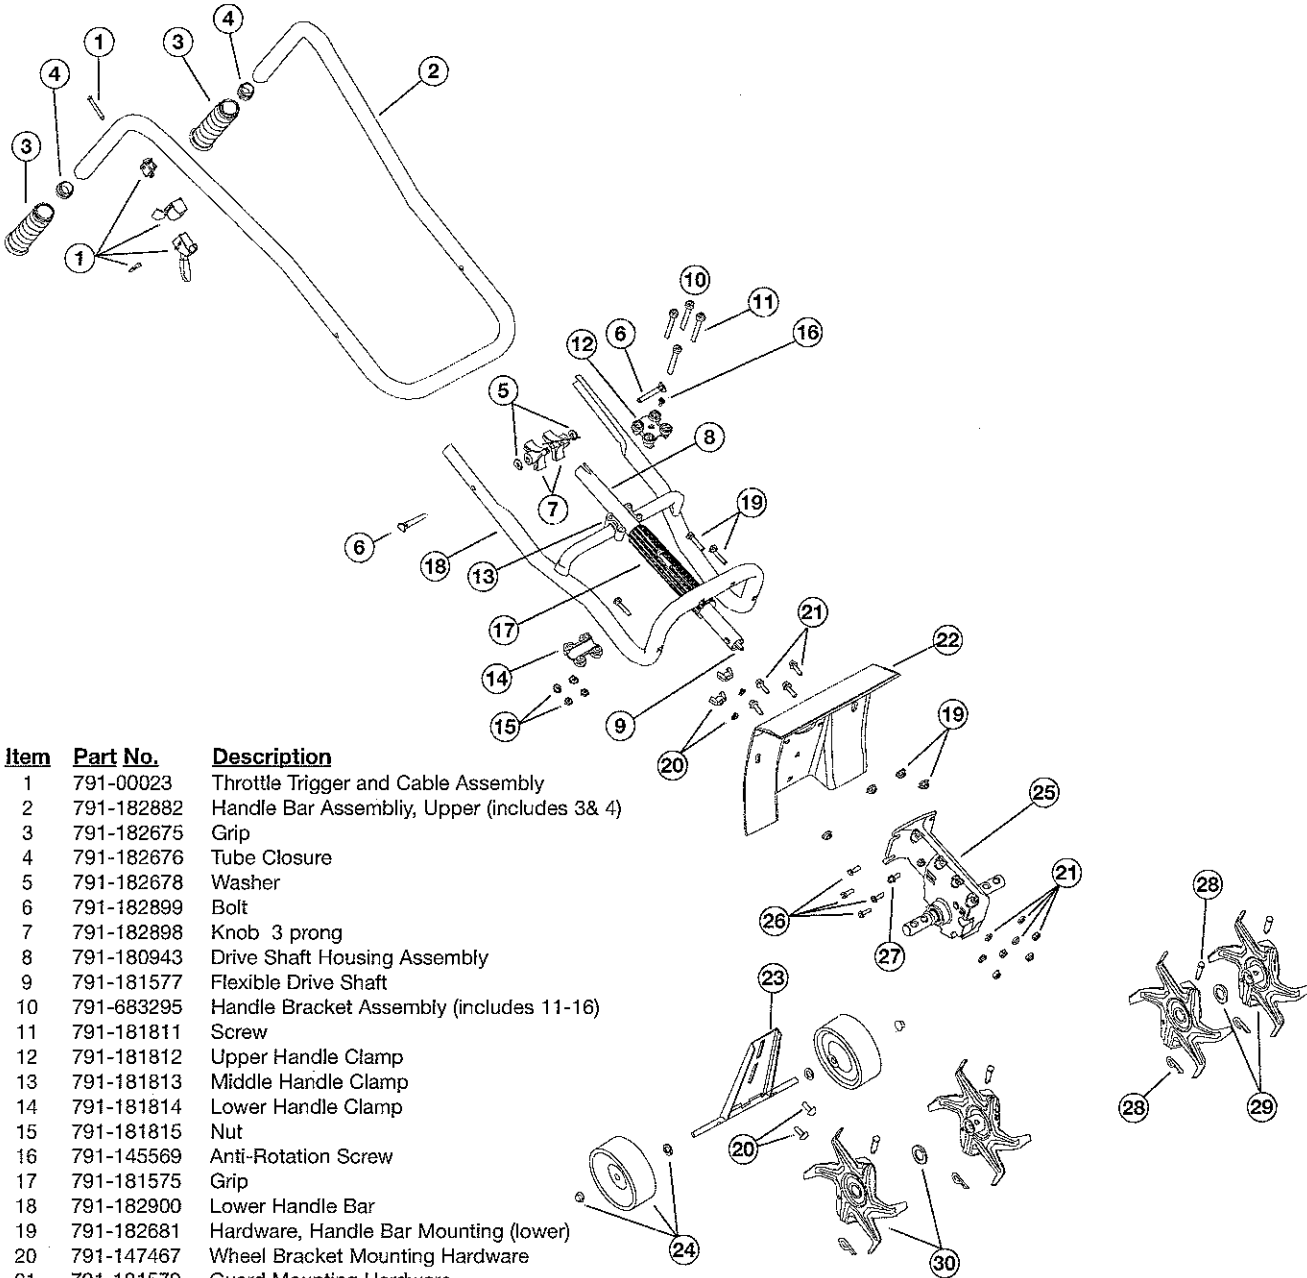 4
3
1
4
2
3
1
10
11
16
6
12
5
8
7
19
6
18
13
17
21
22
14
15
9
20
19
25
26
27
21
28
23
28
29
20
24
30
Item Part No. Description
1 791-00023 Throttle Trigger and Cable Assembly
2 791-182882 Handle Bar Assembliy, Upper (includes 3& 4)
3 791-182675 Grip
4 791-182676 Tube Closure
5 791-182678 Washer
6 791-182899 Bolt
7 791-182898 Knob 3 prong
8 791-180943 Drive Shaft Housing Assembly
9 791-181577 Flexible Drive Shaft
10 791-683295 Handle Bracket Assembly (includes 11-16)
11 791-181811 Screw
12 791-181812 Upper Handle Clamp
13 791-181813 Middle Handle Clamp
14 791-181814 Lower Handle Clamp
15 791-181815 Nut
16 791-145569 Anti-Rotation Screw
17 791-181575 Grip
18 791-182900 Lower Handle Bar
19 791-182681 Hardware, Handle Bar Mounting (lower)
20 791-147467 Wheel Bracket Mounting Hardware
21 791-181579 Guard Mounting Hardware